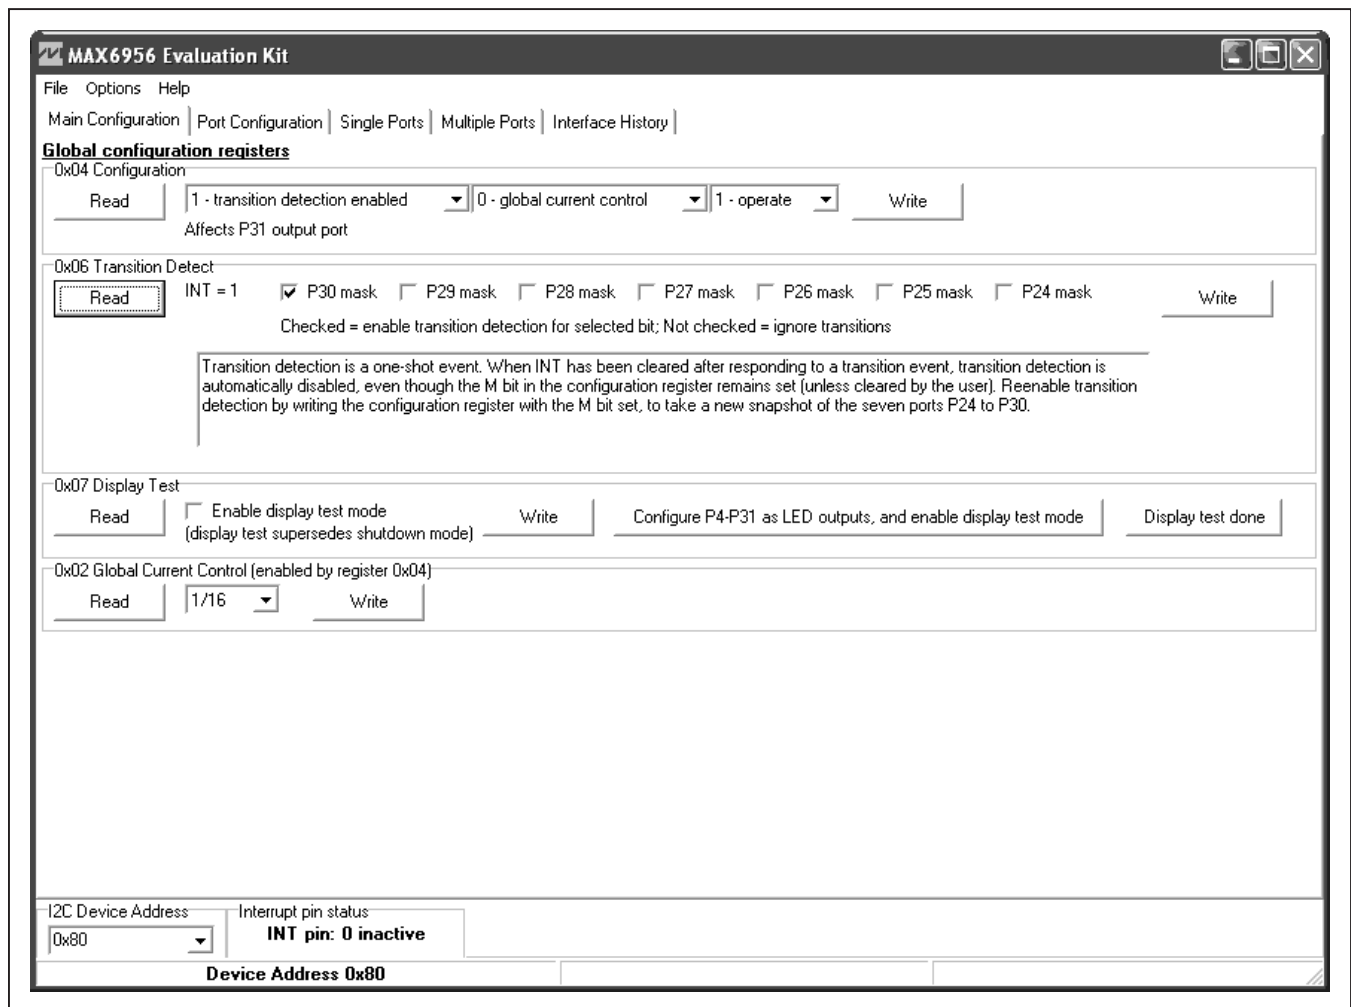 MAX6956 Evaluation Kit
File Options Help
Main Configuration Port Configuration Single Ports Multiple Ports Interface History
Global configuration registers
0x04 Configuration
Read 1 - transition detection enabled 0 - global current control 1 - operate Write
Affects P31 output port
0x06 Transition Detect
Read INT = 1 P30 mask P29 mask P28 mask P27 mask P26 mask P25 mask P24 mask Write
Checked = enable transition detection for selected bit; Not checked = ignore transitions
Transition detection is a one-shot event. When INT has been cleared after responding to a transition event, transition detection is
automatically disabled, even though the M bit in the configuration register remains set (unless cleared by the user). Reenable transition
detection by writing the configuration register with the M bit set, to take a new snapshot of the seven ports P24 to P30.
0x07 Display Test
Read Enable display test mode Write Configure P4-P31 as LED outputs, and enable display test mode Display test done
(display test supersedes shutdown mode)
0x02 Global Current Control (enabled by register 0x04)
Read 1/16 Write
I2C Device Address Interrupt pin status
0x80 INT pin: 0 inactive
Device Address 0x80